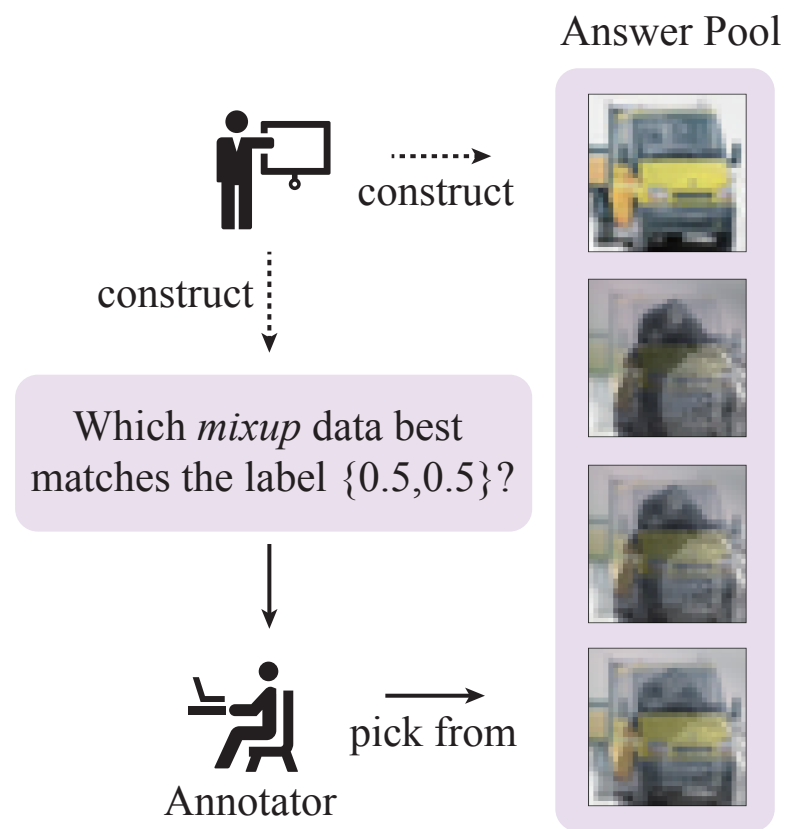 Answer Pool
construct
construct
Which mixup data best
matches the label {0.5,0.5}?
pick from
Annotator